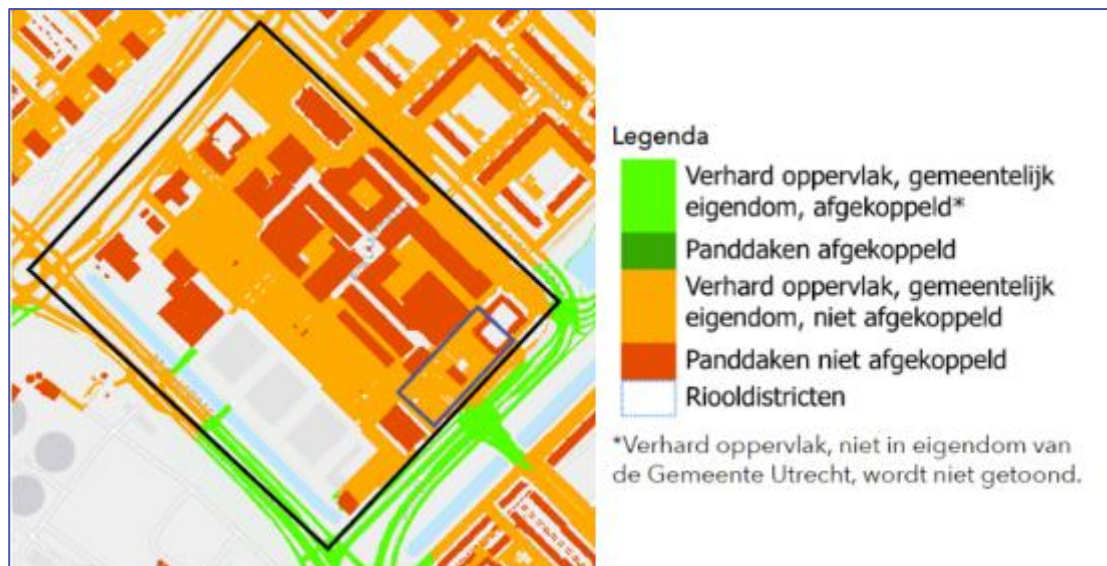 Legenda
Verhard oppervlak, gemeentelijk
eigendom, afgekoppeld*
Panddaken afgekoppeld
Verhard oppervlak, gemeentelijk
eigendom, niet afgekoppeld
Panddaken niet afgekoppeld
Riooldistricten
*Verhard oppervlak, niet in eigendom van
de Gemeente Utrecht, wordt niet getoond.